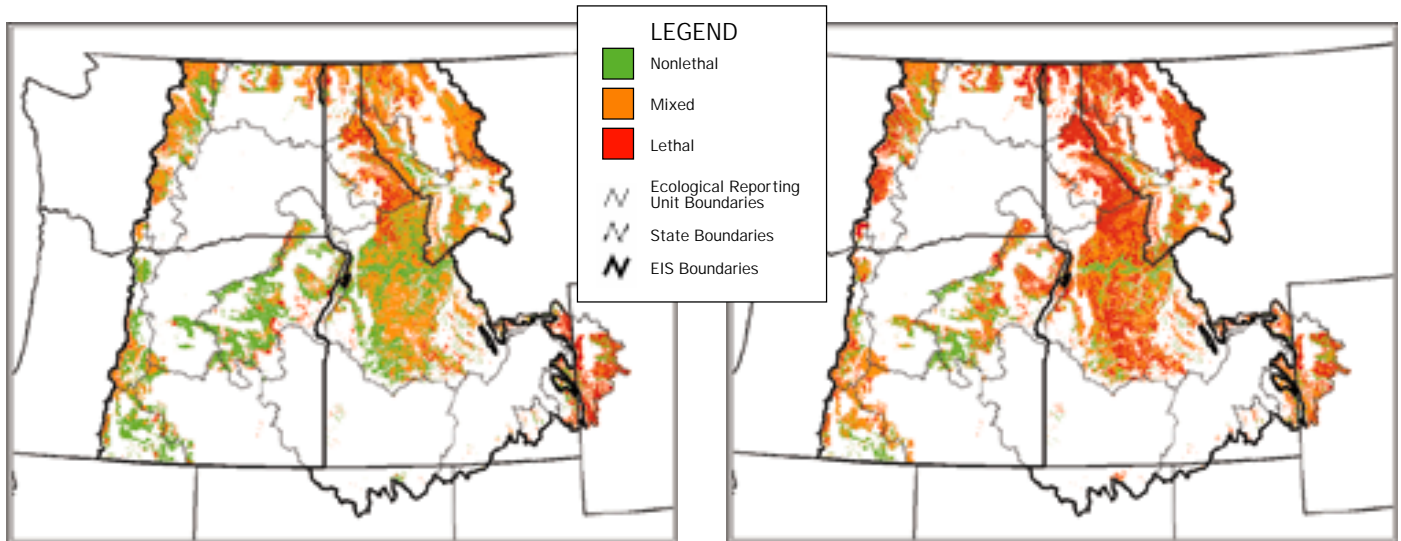 LEGEND
Nonlethal
Mixed
Lethal
Ecological Reporting
Unit Boundaries
State Boundaries
EIS Boundaries